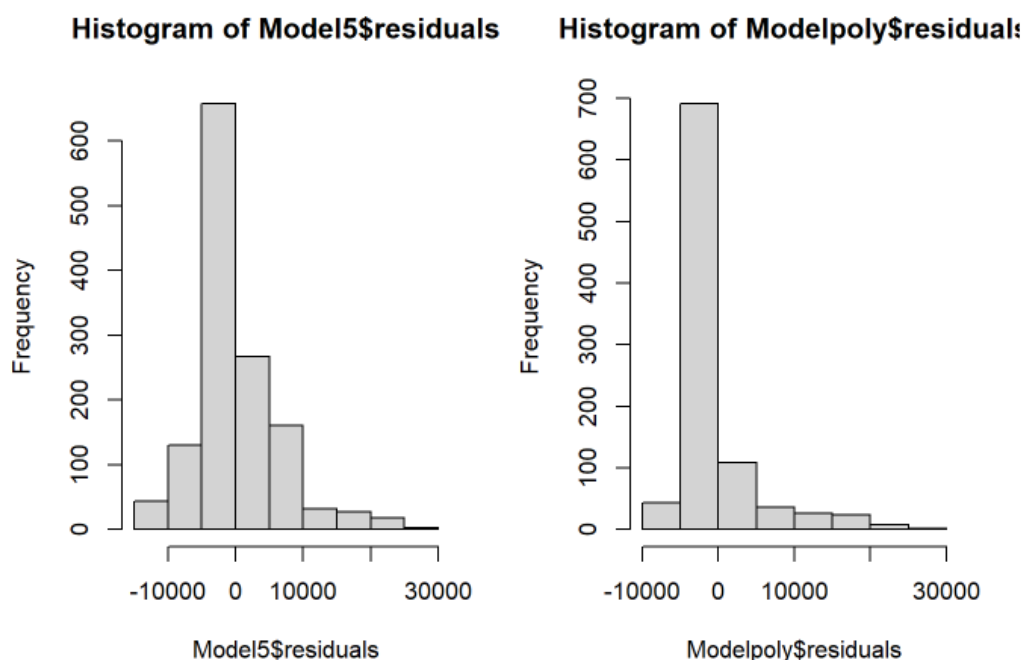 Histogram of Model5$residuals
600
500
400
300
200
100
0
Frequency
-10000 0 10000 30000
Model5$residuals
Histogram of Modelpoly$residuals
700
600
500
400
300
200
100
0
Frequency
-10000 0 10000 30000
Modelpoly$residuals